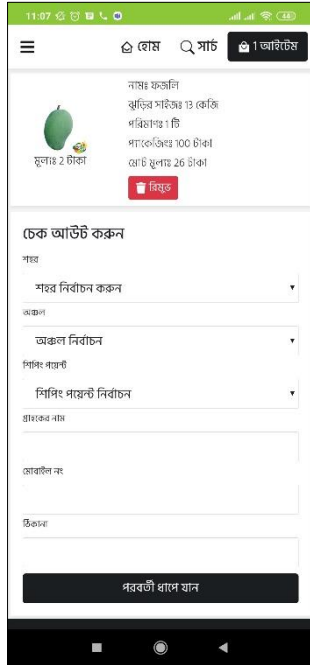 11:07
44
হোম
সার্চ
1 আইটেম
নামঃ ফজলি
ঝুড়ির সাইজঃ 13 কেজি
পরিমাণঃ 1 টি
প্যাকেজিংঃ 100 টাকা
মোট মূল্যঃ 26 টাকা
মূল্যঃ 2 টাকা
রিমুভ
চেক আউট করুন
শহর
শহর নির্বাচন করুন
অঞ্চল
অঞ্চল নির্বাচন
শিপিং পয়েন্ট
শিপিং পয়েন্ট নির্বাচন
গ্রাহকের নাম
মোবাইল নং
ঠিকানা
পরবর্তী ধাপে যান